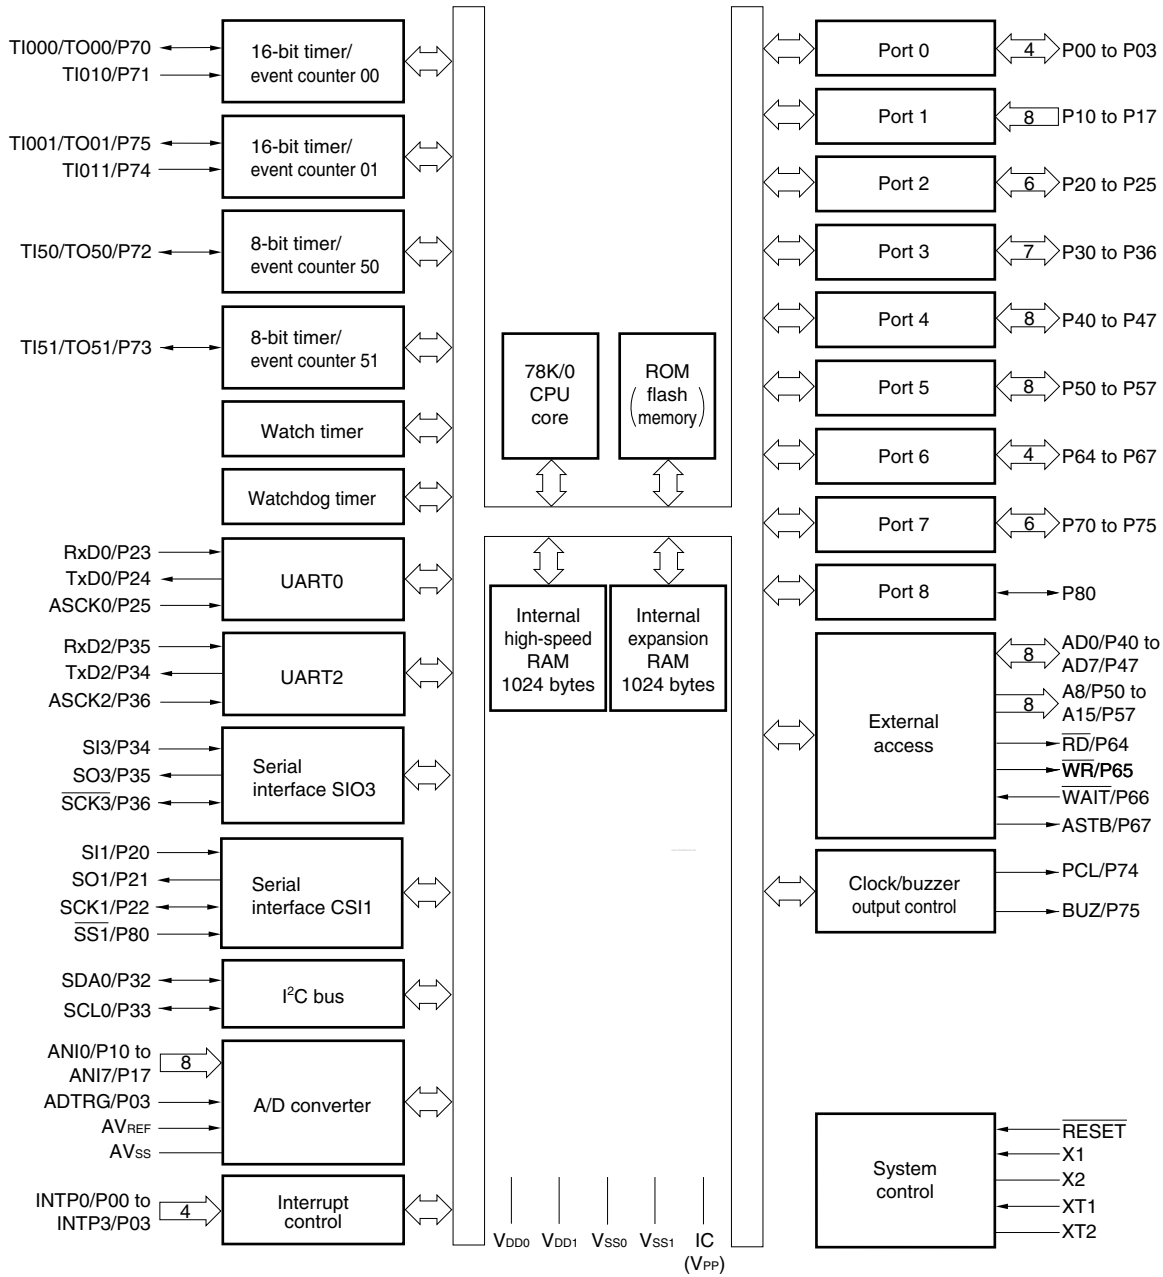 TI000/TO00/P70
TI010/P71
16-bit timer/
event counter 00
TI001/TO01/P75
TI011/P74
16-bit timer/
event counter 01
TI50/TO50/P72
8-bit timer/
event counter 50
TI51/TO51/P73
8-bit timer/
event counter 51
Watch timer
Watchdog timer
RxD0/P23
TxD0/P24
ASCK0/P25
UART0
RxD2/P35
TxD2/P34
ASCK2/P36
UART2
SI3/P34
SO3/P35
SCK3/P36
Serial
interface SIO3
SI1/P20
SO1/P21
SCK1/P22
SS1/P80
Serial
interface CSI1
SDA0/P32
SCL0/P33
I²C bus
ANI0/P10 to
ANI7/P17
8
ADTRG/P03
AVREF
AVSS
A/D converter
INTP0/P00 to
INTP3/P03
4
Interrupt
control
78K/0
CPU
core
ROM
(flash
memory)
Internal
high-speed
RAM
1024 bytes
Internal
expansion
RAM
1024 bytes
VDD0 VDD1 VSS0 VSS1 IC
(VPP)
Port 0 4 P00 to P03
Port 1 8 P10 to P17
Port 2 6 P20 to P25
Port 3 7 P30 to P36
Port 4 8 P40 to P47
Port 5 8 P50 to P57
Port 6 4 P64 to P67
Port 7 6 P70 to P75
Port 8 P80
External
access
8
AD0/P40 to
AD7/P47
8
A8/P50 to
A15/P57
RD/P64
WR/P65
WAIT/P66
ASTB/P67
Clock/buzzer
output control
PCL/P74
BUZ/P75
System
control
RESET
X1
X2
XT1
XT2